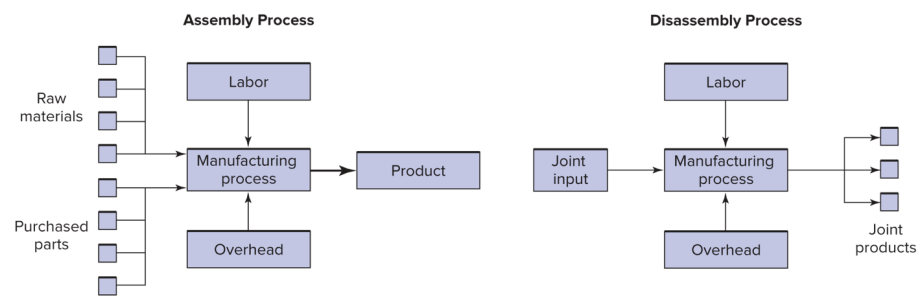 Assembly Process
Raw
materials
Purchased
parts
Labor
Manufacturing
process
Overhead
Product
Disassembly Process
Joint
input
Labor
Manufacturing
process
Overhead
Joint
products